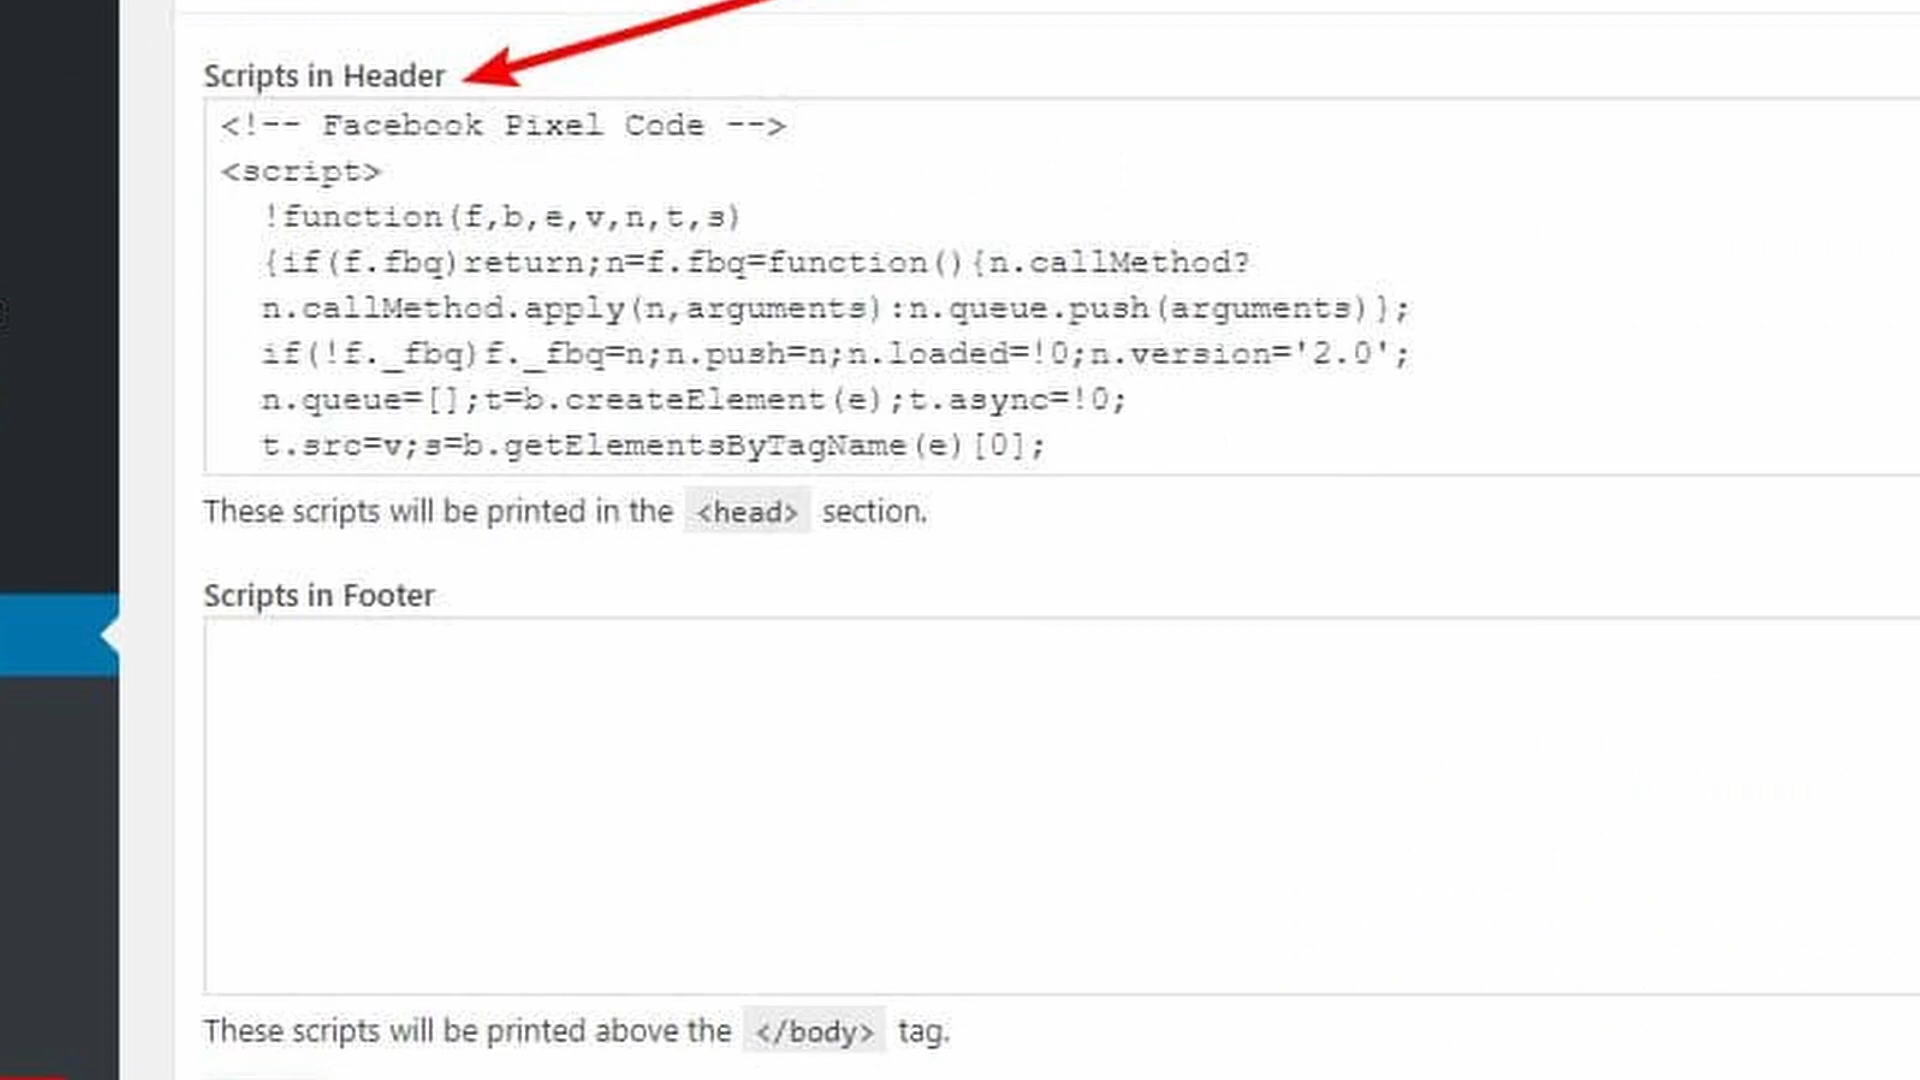 Scripts in Header
<!-- Facebook Pixel Code -->
<script>
!function(f,b,e,v,n,t,s)
{if(f.fbq)return;n=f.fbq=function(){n.callMethod?
n.callMethod.apply(n,arguments):n.queue.push(arguments)};
if(!f._fbq)f._fbq=n;n.push=n;n.loaded=!0;n.version='2.0';
n.queue=[];t=b.createElement(e);t.async=!0;
t.src=v;s=b.getElementsByTagName(e)[0];
These scripts will be printed in the <head> section.
Scripts in Footer
These scripts will be printed above the </body> tag.